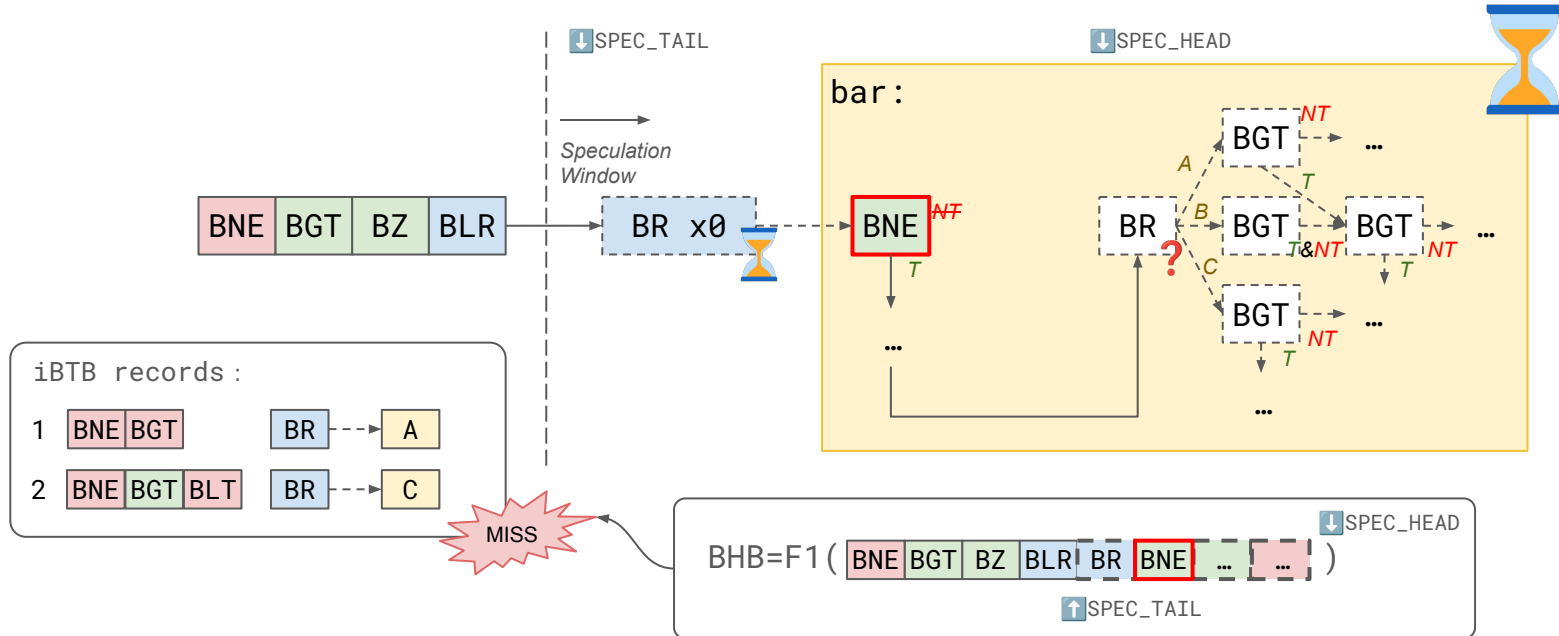 ⬇️SPEC_TAIL
⬇️SPEC_HEAD
bar:
Speculation
Window
BNE BGT BZ BLR
BR x0
BNE NT
T
…
BR
❓
A
B
C
BGT NT
…
T
BGT
T&NT
BGT NT
…
T
…
BGT NT
…
T
…
iBTB records:
1 BNE BGT BR A
2 BNE BGT BLT BR C
MISS
⬇️SPEC_HEAD
BHB=F1( BNE BGT BZ BLR BR BNE … … )
⬆️SPEC_TAIL